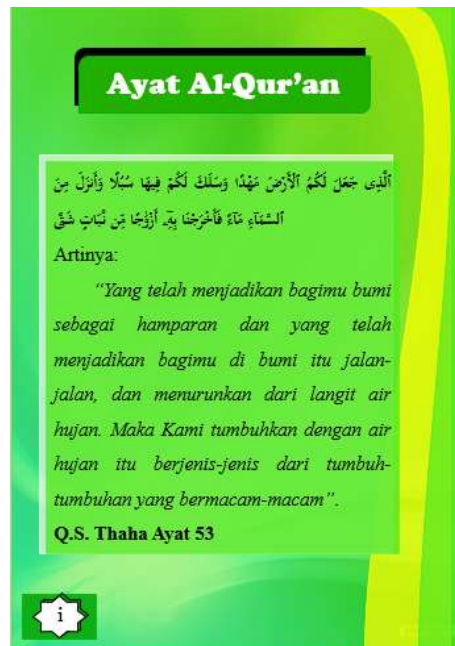 Ayat Al-Qur’an
ٱلَّذِى جَعَلَ لَكُمُ ٱلْأَرْضَ مَهْدًا وَسَلَكَ لَكُمْ فِيهَا سُبُلًا وَأَنزَلَ مِنَ
ٱلسَّمَآءِ مَآءً فَأَخْرَجْنَا بِهِۦٓ أَزْوَٰجًا مِّن نَّبَاتٍ شَتَّىٰ
Artinya:
“Yang telah menjadikan bagimu bumi
sebagai hamparan dan yang telah
menjadikan bagimu di bumi itu jalan-
jalan, dan menurunkan dari langit air
hujan. Maka Kami tumbuhkan dengan air
hujan itu berjenis-jenis dari tumbuh-
tumbuhan yang bermacam-macam”.
Q.S. Thaha Ayat 53
i